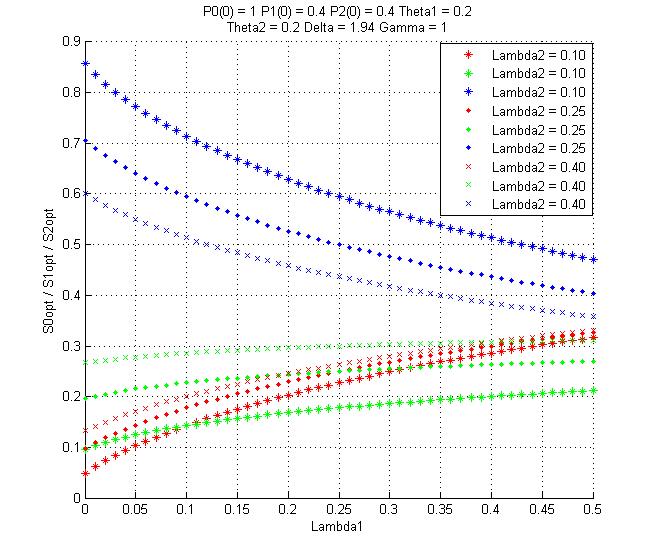 P0(0) = 1 P1(0) = 0.4 P2(0) = 0.4 Theta1 = 0.2
Theta2 = 0.2 Delta = 1.94 Gamma = 1
Lambda2 = 0.10
Lambda2 = 0.10
Lambda2 = 0.10
Lambda2 = 0.25
Lambda2 = 0.25
Lambda2 = 0.25
Lambda2 = 0.40
Lambda2 = 0.40
Lambda2 = 0.40
S0opt / S1opt / S2opt
0.9
0.8
0.7
0.6
0.5
0.4
0.3
0.2
0.1
0
0 0.05 0.1 0.15 0.2 0.25 0.3 0.35 0.4 0.45 0.5
Lambda1